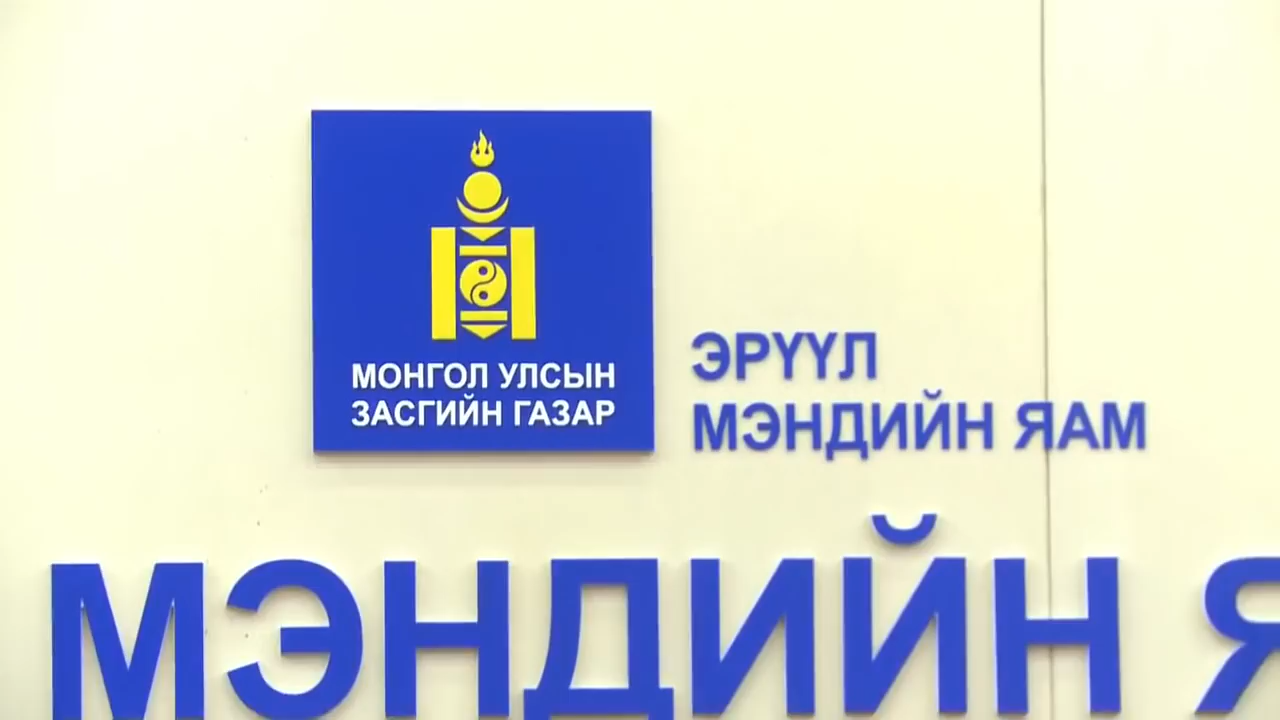 МОНГОЛ УЛСЫН
ЗАСГИЙН ГАЗАР
ЭРҮҮЛ
МЭНДИЙН ЯАМ
МЭНДИЙН Я